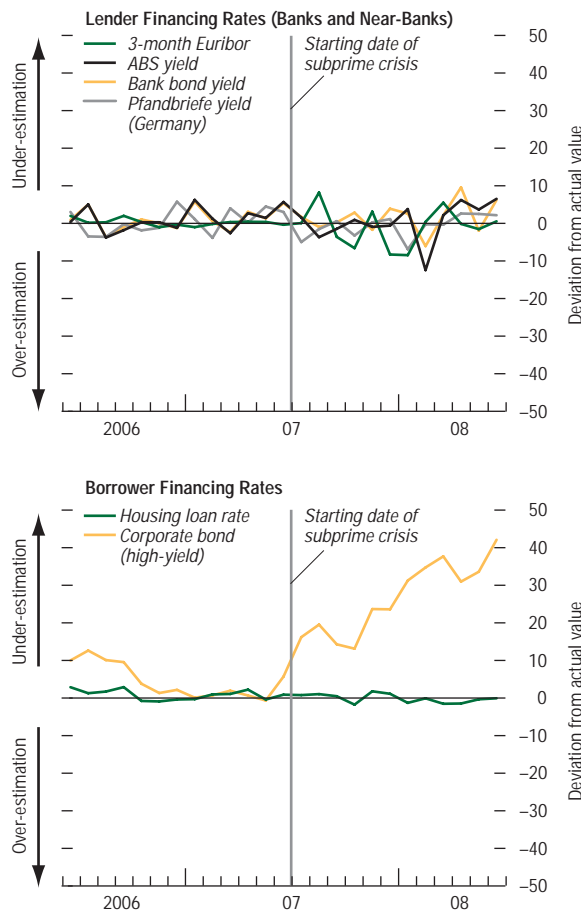 Lender Financing Rates (Banks and Near-Banks)
3-month Euribor
ABS yield
Bank bond yield
Pfandbriefe yield
(Germany)
Starting date of
subprime crisis
Under-estimation
Over-estimation
50
40
30
20
10
0
–10
–20
–30
–40
–50
Deviation from actual value
2006
07
08
Borrower Financing Rates
Housing loan rate
Corporate bond
(high-yield)
Starting date of
subprime crisis
Under-estimation
Over-estimation
50
40
30
20
10
0
–10
–20
–30
–40
–50
Deviation from actual value
2006
07
08